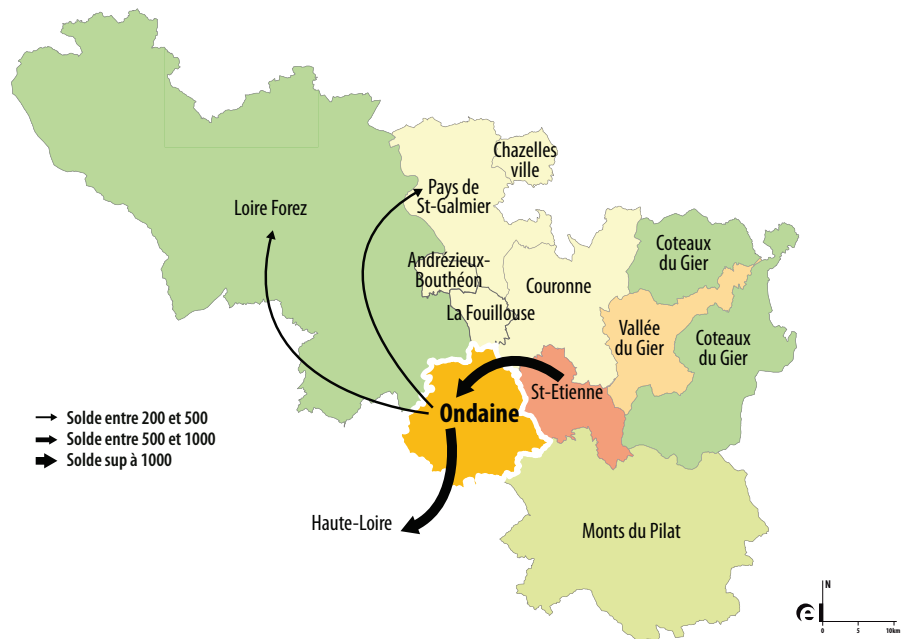 Chazelles
ville
Pays de
St-Galmier
Loire Forez
Coteaux
du Gier
Andrézieux-
Bouthéon
Couronne
La Fouillouse
Vallée
du Gier
Coteaux
du Gier
St-Etienne
Ondaine
Solde entre 200 et 500
Solde entre 500 et 1000
Solde sup à 1000
Haute-Loire
Monts du Pilat
N
0 5 10km